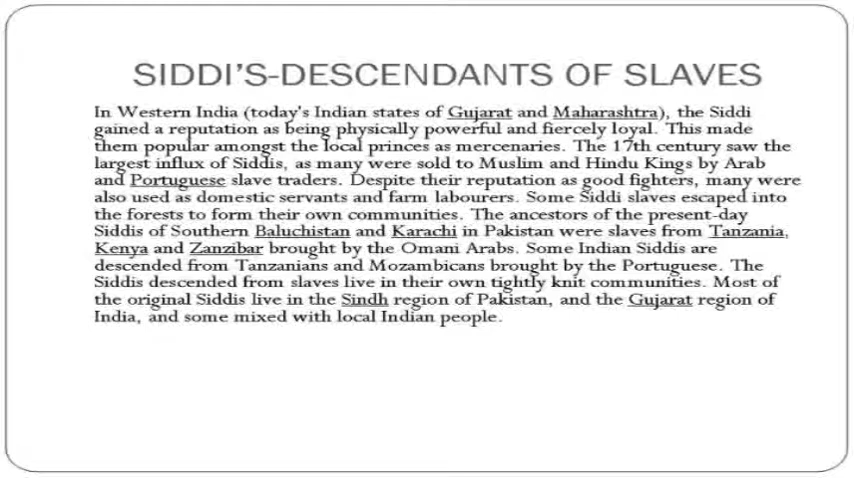 SIDDI'S-DESCENDANTS OF SLAVES
In Western India (today's Indian states of Gujarat and Maharashtra), the Siddi
gained a reputation as being physically powerful and fiercely loyal. This made
them popular amongst the local princes as mercenaries. The 17th century saw the
largest influx of Siddis, as many were sold to Muslim and Hindu Kings by Arab
and Portuguese slave traders. Despite their reputation as good fighters, many were
also used as domestic servants and farm labourers. Some Siddi slaves escaped into
the forests to form their own communities. The ancestors of the present-day
Siddis of Southern Baluchistan and Karachi in Pakistan were slaves from Tanzania,
Kenya and Zanzibar brought by the Omani Arabs. Some Indian Siddis are
descended from Tanzanians and Mozambicans brought by the Portuguese. The
Siddis descended from slaves live in their own tightly knit communities. Most of
the original Siddis live in the Sindh region of Pakistan, and the Gujarat region of
India, and some mixed with local Indian people.